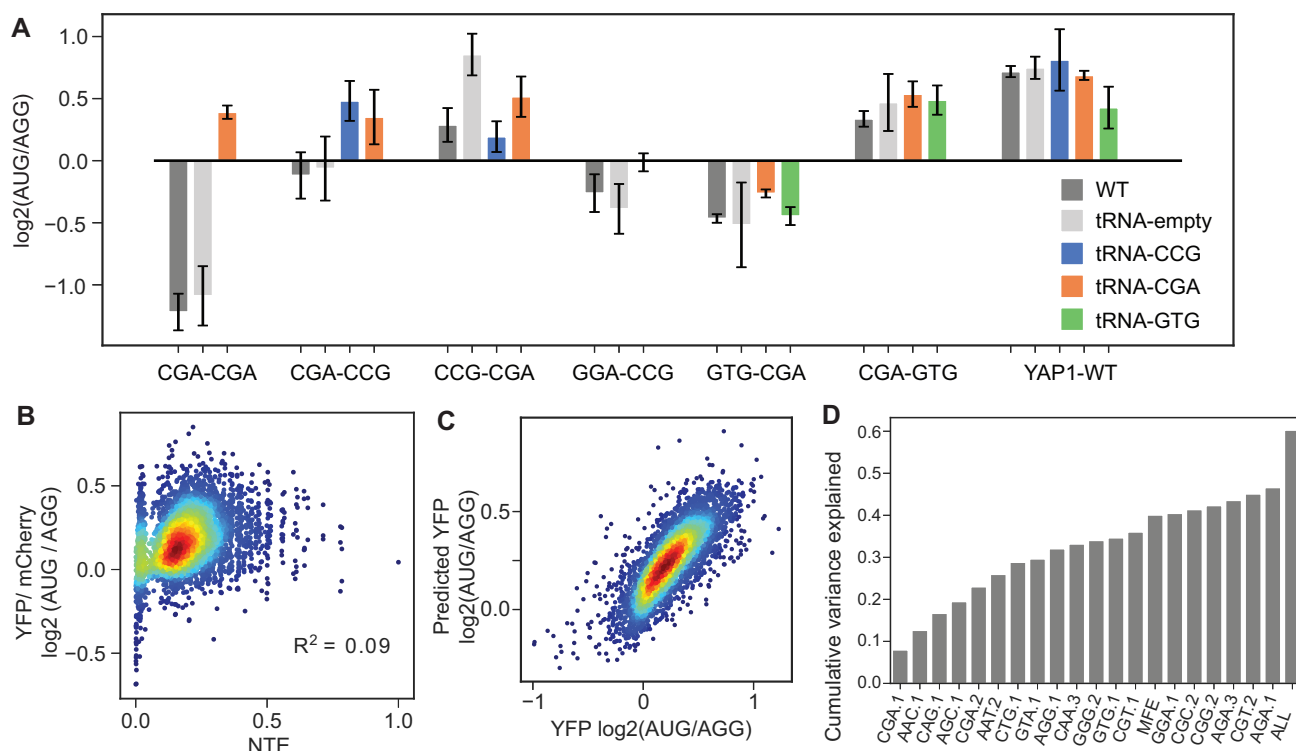 A
log2(AUG/AGG)
1.0
0.5
0.0
−0.5
−1.0
WT
tRNA-empty
tRNA-CCG
tRNA-CGA
tRNA-GTG
CGA-CGA
CGA-CCG
CCG-CGA
GGA-CCG
GTG-CGA
CGA-GTG
YAP1-WT
B
YFP/ mCherry
log2 (AUG / AGG)
0.5
0.0
−0.5
R² = 0.09
0.0
0.5
1.0
NTE
C
Predicted YFP
log2(AUG/AGG)
0.5
0.0
−1
0
1
YFP log2(AUG/AGG)
D
Cumulative variance explained
0.6
0.5
0.4
0.3
0.2
0.1
0.0
CGA.1
AAC.1
CAG.1
AGC.1
CGA.2
AAT.2
CTG.1
GTA.1
AGG.1
CAA.3
GGG.2
GTG.1
CGT.1
MFE
GGA.1
CGC.2
CGG.2
AGA.3
CGT.2
AGA.1
ALL